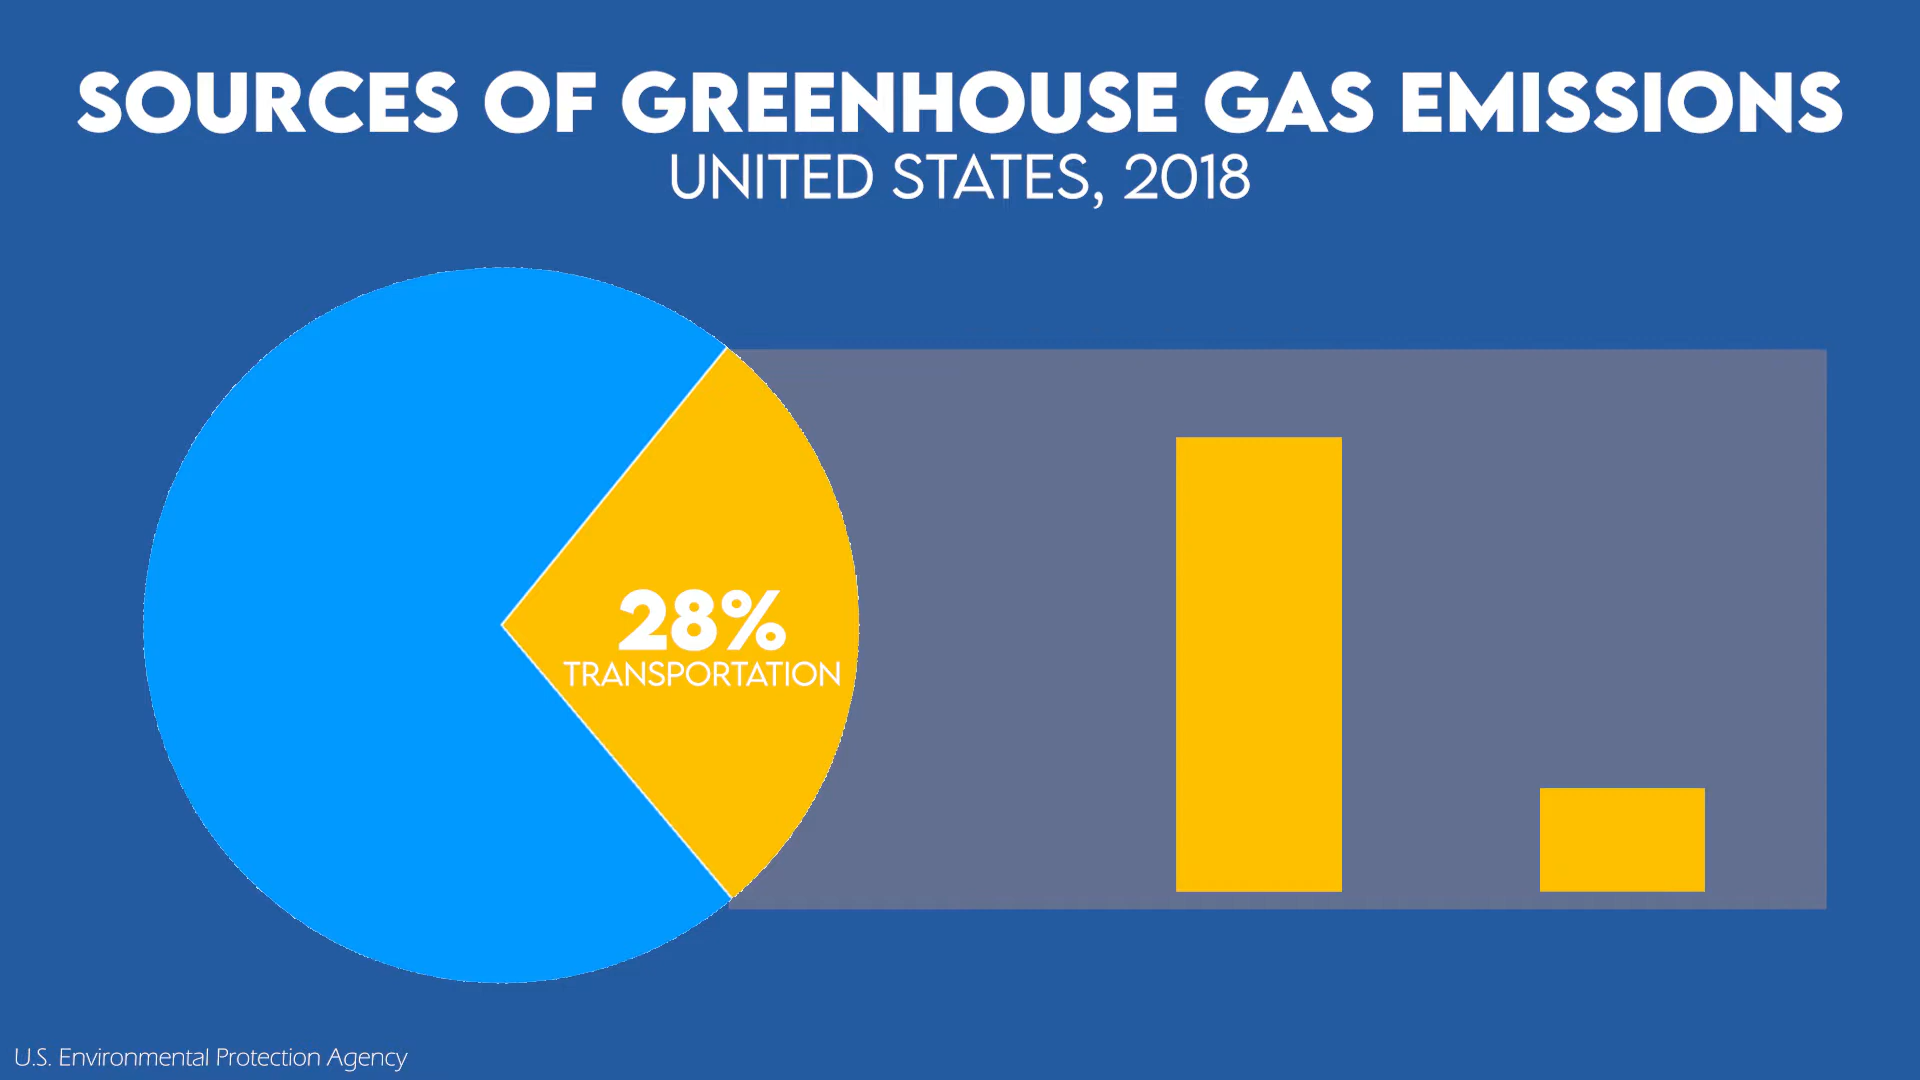 SOURCES OF GREENHOUSE GAS EMISSIONS
UNITED STATES, 2018
28%
TRANSPORTATION
U.S. Environmental Protection Agency